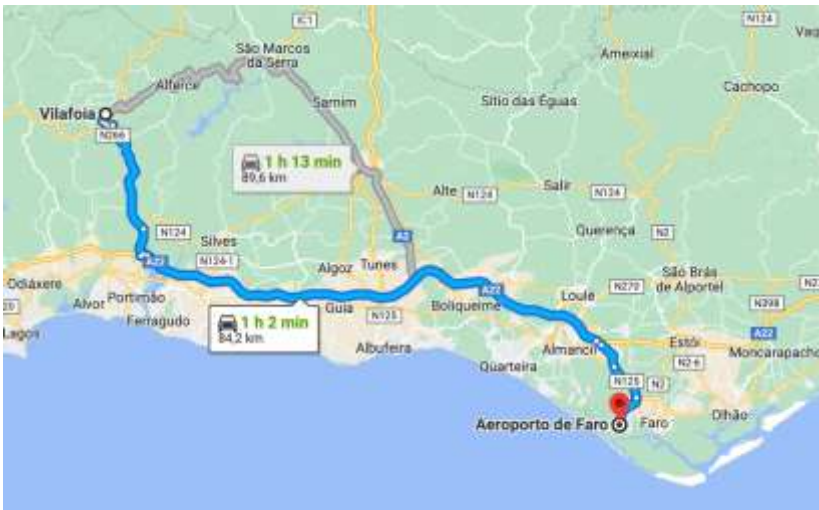 IC1
N124
São Marcos
da Serra
Ameixial
Alferce
Cachopo
Vilafoia
Samim
Sítio das Éguas
N266
1 h 13 min
89,6 km
Alte
N124
Salir
N124
Querença
N2
N124
Silves
A2
N124-1
A22
Algoz
Tunes
São Brás
de Alportel
Odiáxere
N270
A22
Loulé
N398
Alvor
Portimão
Guia
Boliqueime
Lagos
Ferragudo
1 h 2 min
84,2 km
N125
A22
Estói
Almancil
Albufeira
Moncarapacho
Quarteira
N2-6
N125
N2
Olhão
Aeroporto de Faro
Faro